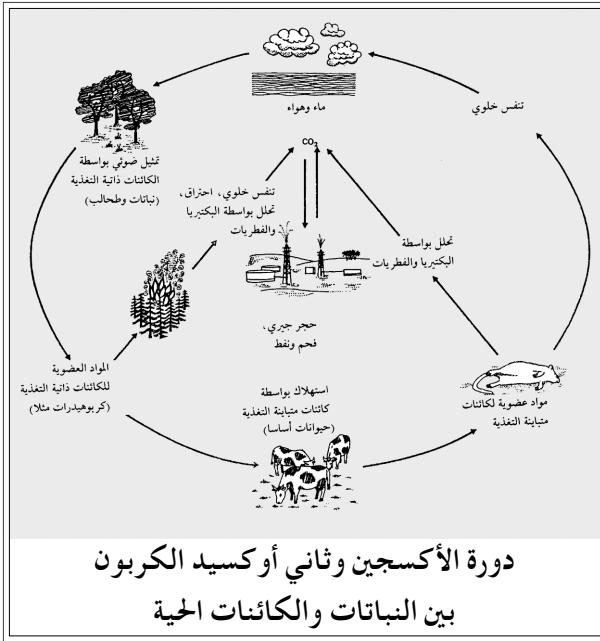 ماء وهواء
CO2
تنفس خلوي
تمثيل ضوئي بواسطة
الكائنات ذاتية التغذية
(نباتات وطحالب)
تنفس خلوي، احتراق،
تحلل بواسطة البكتيريا
والفطريات
تحلل بواسطة
البكتيريا والفطريات
حجر جيري،
فحم ونفط
المواد العضوية
للكائنات ذاتية التغذية
(كربوهيدرات مثلا)
استهلاك بواسطة
كائنات متباينة التغذية
(حيوانات أساسا)
مواد عضوية لكائنات
متباينة التغذية
دورة الأكسجين وثاني أوكسيد الكربون
بين النباتات والكائنات الحية